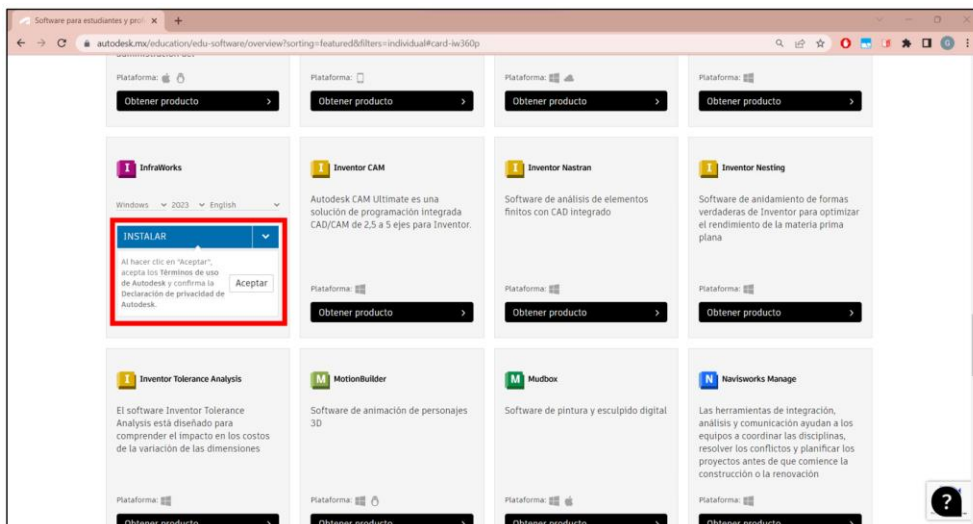 Software para estudiantes y prof
autodesk.mx/education/edu-software/overview?sorting=featured&filters=individual#card-iw360p
Plataforma:
Plataforma:
Plataforma:
Plataforma:
Obtener producto
Obtener producto
Obtener producto
Obtener producto
I InfraWorks
Windows 2023 English
INSTALAR
Al hacer clic en "Aceptar",
acepta los Términos de uso
de Autodesk y confirma la
Declaración de privacidad de
Autodesk.
Aceptar
I Inventor CAM
Autodesk CAM Ultimate es una
solución de programación integrada
CAD/CAM de 2,5 a 5 ejes para Inventor.
Plataforma:
Obtener producto
I Inventor Nastran
Software de análisis de elementos
finitos con CAD integrado
Plataforma:
Obtener producto
I Inventor Nesting
Software de anidamiento de formas
verdaderas de Inventor para optimizar
el rendimiento de la materia prima
plana
Plataforma:
Obtener producto
I Inventor Tolerance Analysis
El software Inventor Tolerance
Analysis está diseñado para
comprender el impacto en los costos
de la variación de las dimensiones
Plataforma:
Obtener producto
M MotionBuilder
Software de animación de personajes
3D
Plataforma:
Obtener producto
M Mudbox
Software de pintura y esculpido digital
Plataforma:
Obtener producto
N Navisworks Manage
Las herramientas de integración,
análisis y comunicación ayudan a los
equipos a coordinar las disciplinas,
resolver los conflictos y planificar los
proyectos antes de que comience la
construcción o la renovación
Plataforma:
Obtener producto
?